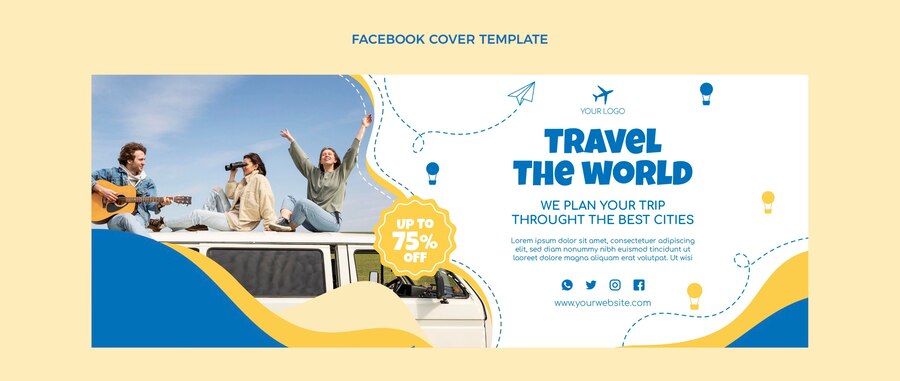 FACEBOOK COVER TEMPLATE
YOUR LOGO
TRAVEL
THE WORLD
WE PLAN YOUR TRIP
THROUGHT THE BEST CITIES
Lorem ipsum dolor sit amet, consectetuer adipiscing
elit, sed diam nonummy nibh euismod tincidunt ut
laoreet dolore magna aliquam erat volutpat. Ut wisi
www.yourwebsite.com
UP TO
75%
OFF